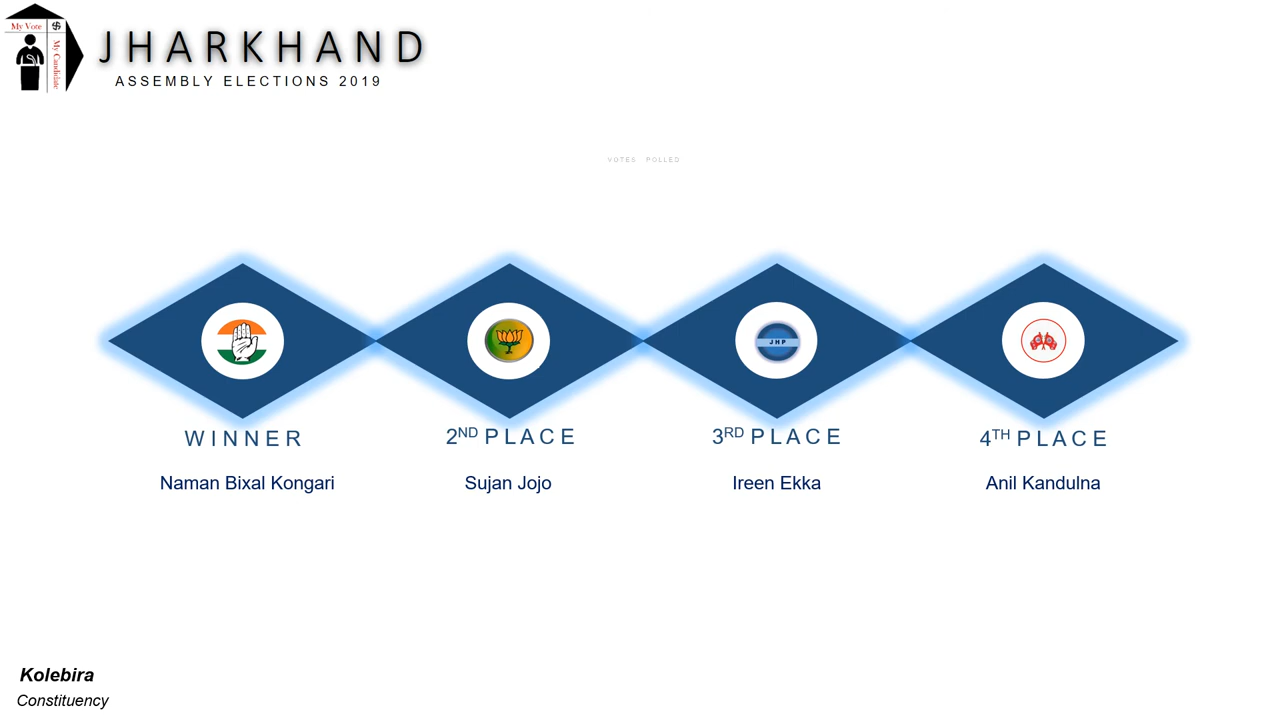 My Vote
My Candidate
JHARKHAND
ASSEMBLY ELECTIONS 2019
VOTES POLLED
JHP
WINNER
2ND PLACE
3RD PLACE
4TH PLACE
Naman Bixal Kongari
Sujan Jojo
Ireen Ekka
Anil Kandulna
Kolebira
Constituency